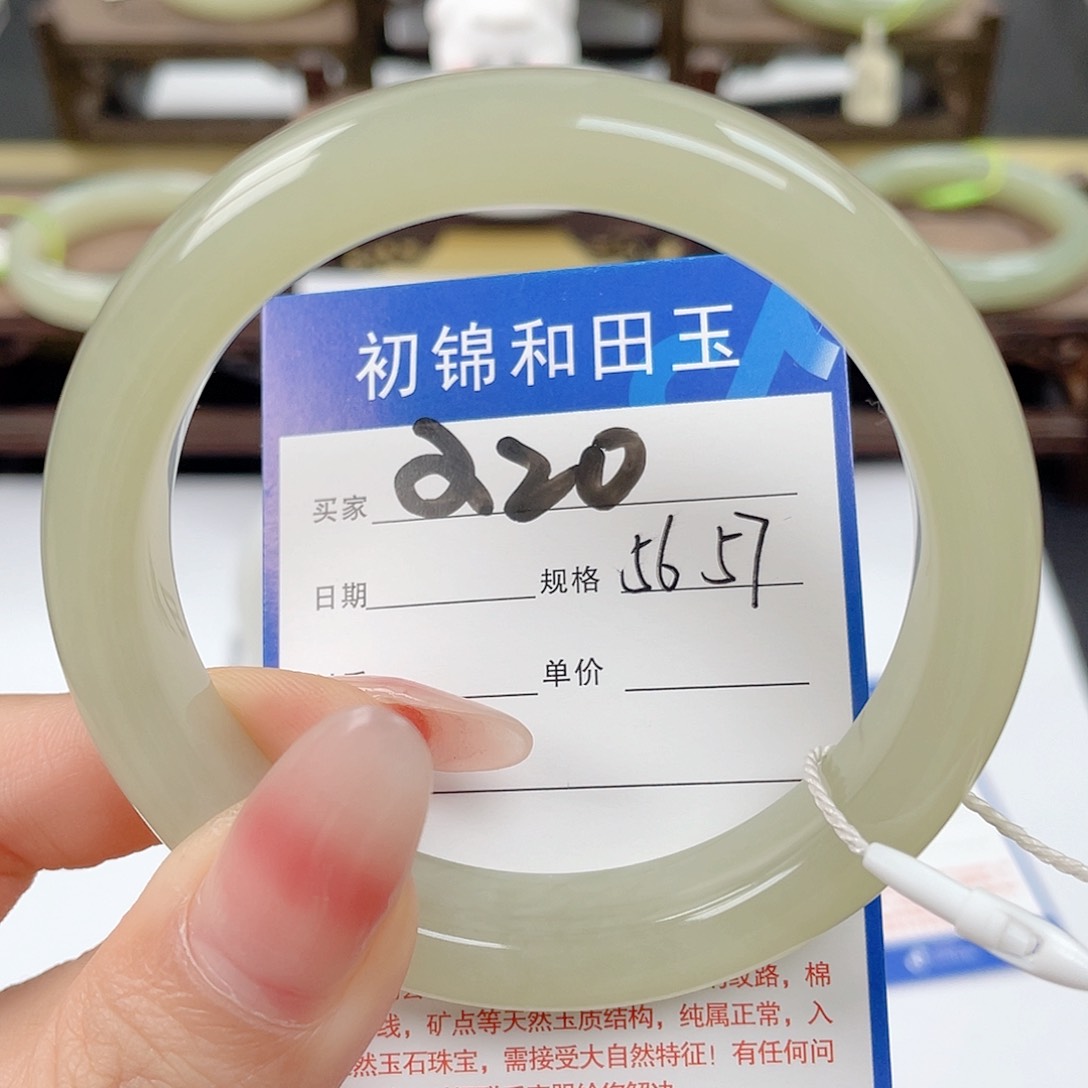 初锦和田玉
买家 220
日期 规格 56 57
单价
纹路，棉
线，矿点等天然玉质结构，纯属正常，入
然玉石珠宝，需接受大自然特征！有任何问